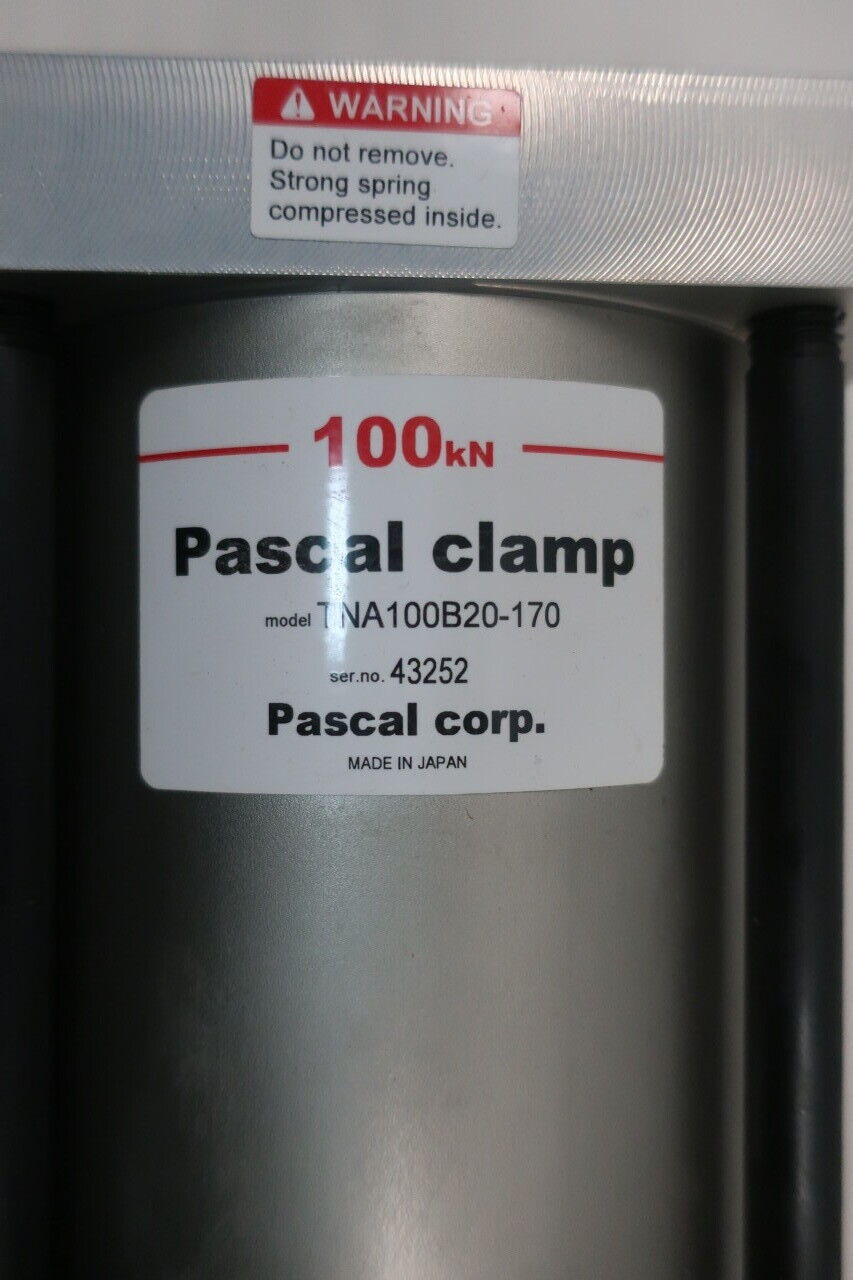 WARNING
Do not remove.
Strong spring
compressed inside.
100kN
Pascal clamp
model TNA100B20-170
ser.no. 43252
Pascal corp.
MADE IN JAPAN